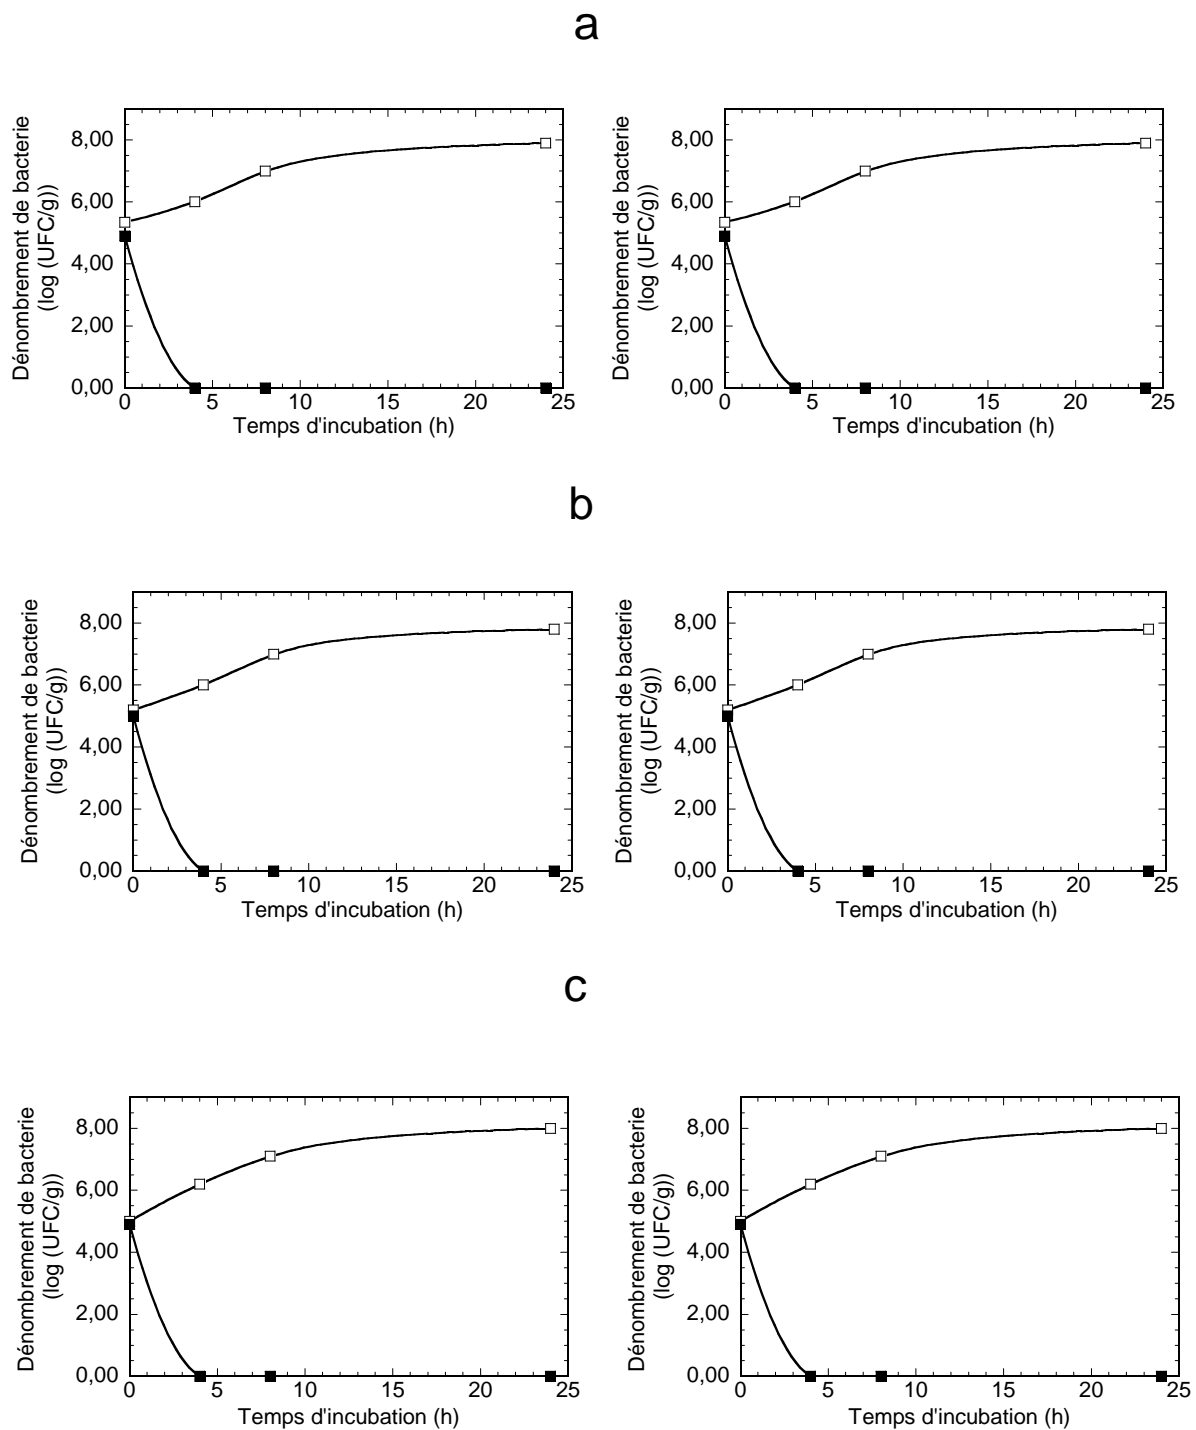 a
Dénombrement de bacterie
(log (UFC/g))
8,00
6,00
4,00
2,00
0,00
0 5 10 15 20 25
Temps d'incubation (h)
Dénombrement de bacterie
(log (UFC/g))
8,00
6,00
4,00
2,00
0,00
0 5 10 15 20 25
Temps d'incubation (h)
b
Dénombrement de bacterie
(log (UFC/g))
8,00
6,00
4,00
2,00
0,00
0 5 10 15 20 25
Temps d'incubation (h)
Dénombrement de bacterie
(log (UFC/g))
8,00
6,00
4,00
2,00
0,00
0 5 10 15 20 25
Temps d'incubation (h)
c
Dénombrement de bacterie
(log (UFC/g))
8,00
6,00
4,00
2,00
0,00
0 5 10 15 20 25
Temps d'incubation (h)
Dénombrement de bacterie
(log (UFC/g))
8,00
6,00
4,00
2,00
0,00
0 5 10 15 20 25
Temps d'incubation (h)